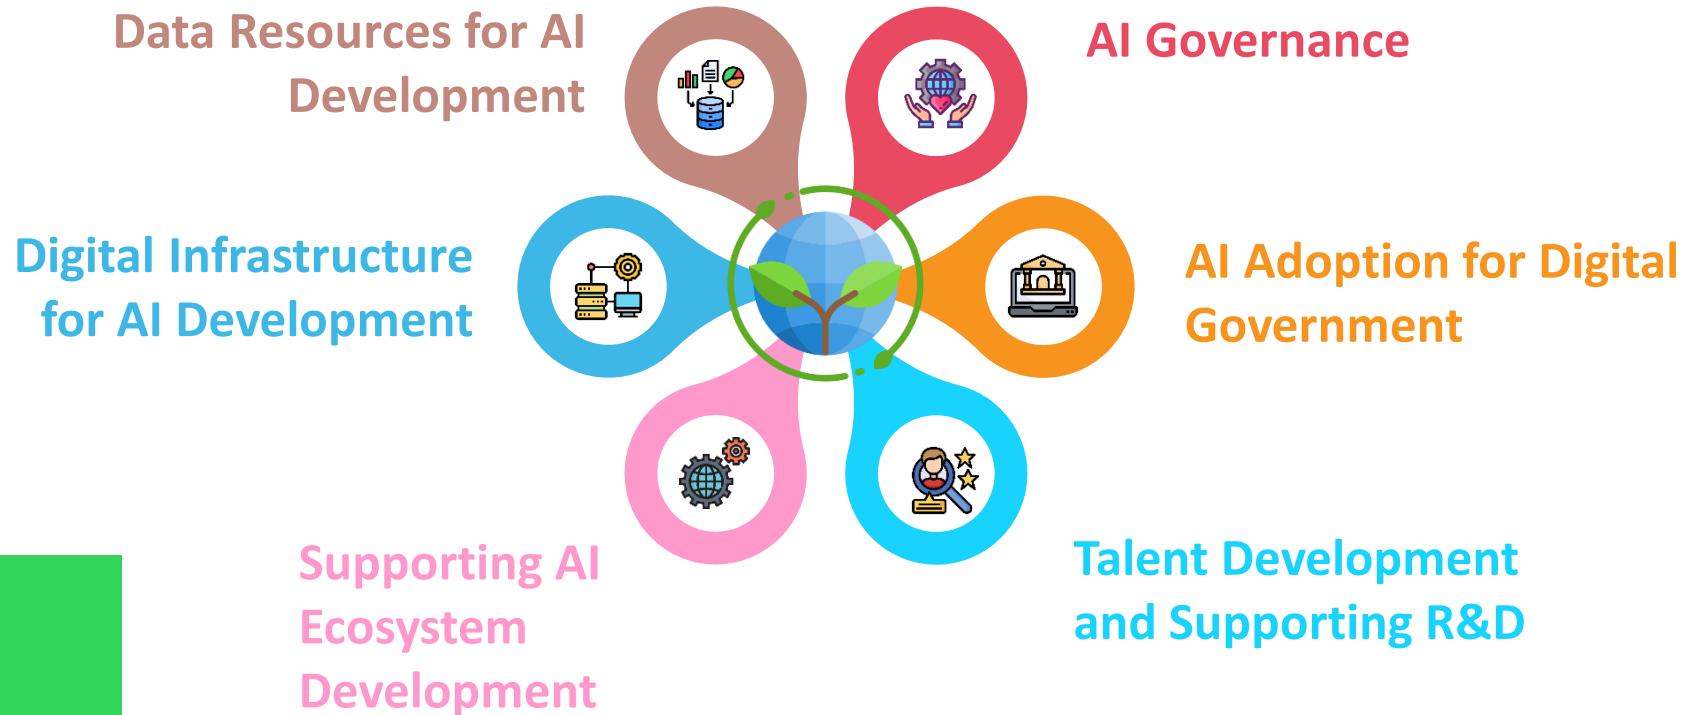 Data Resources for AI
Development
AI Governance
Digital Infrastructure
for AI Development
AI Adoption for Digital
Government
Supporting AI
Ecosystem
Development
Talent Development
and Supporting R&D